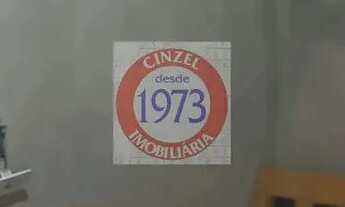 CINZEL
desde
1973
IMOBILIÁRIA